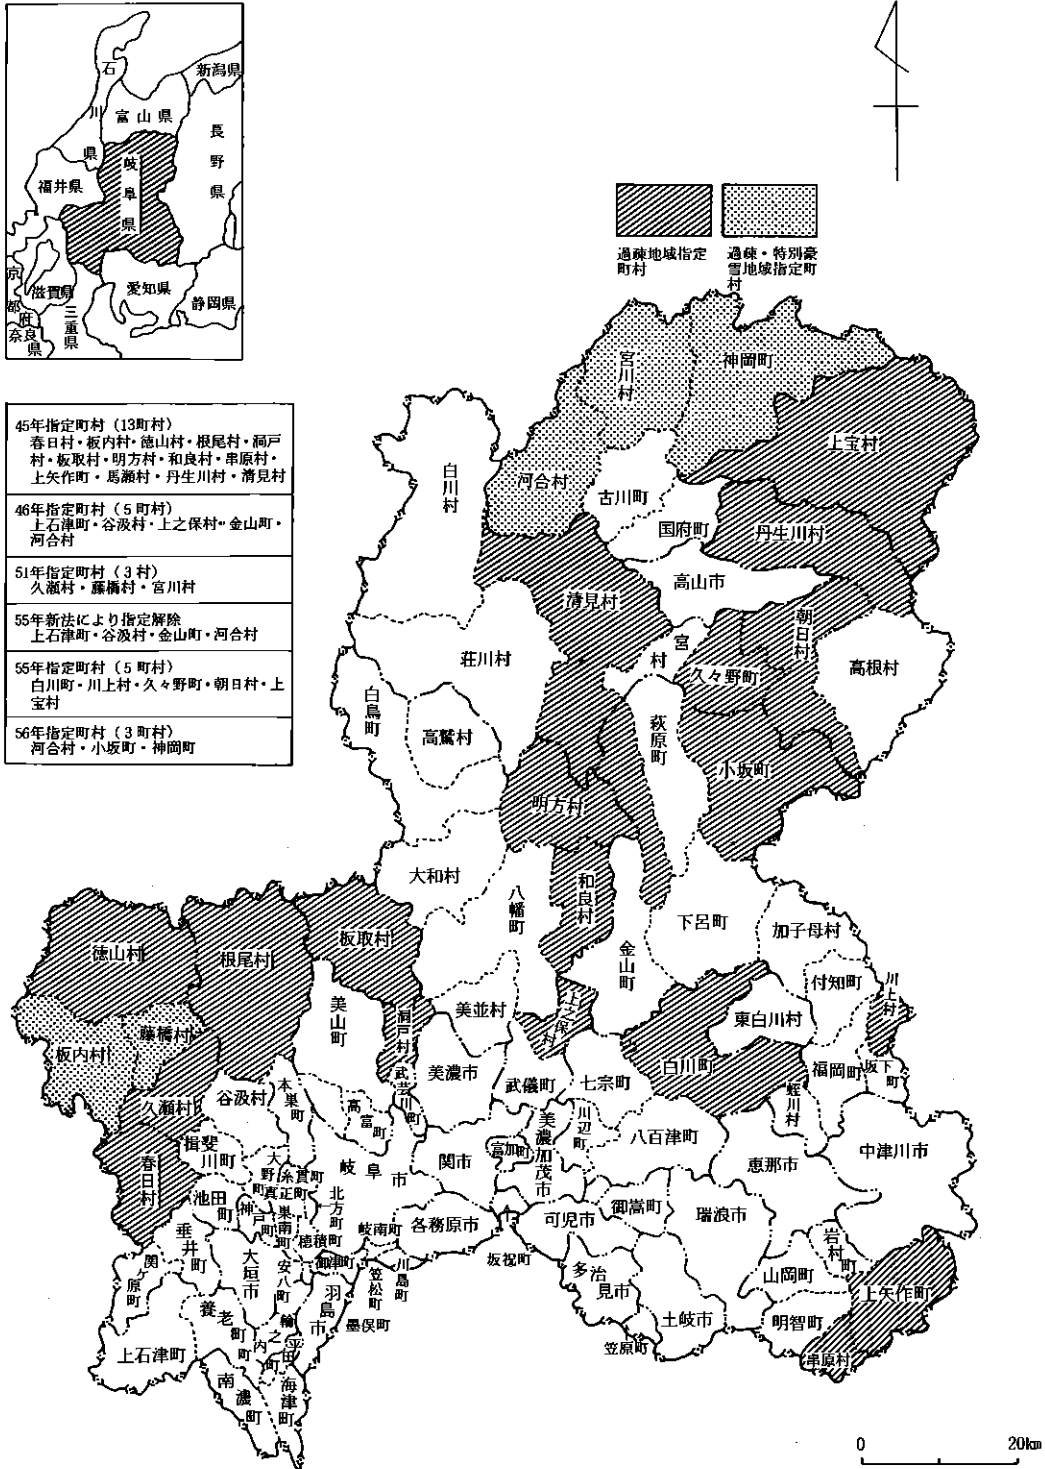 石川県
新潟県
富山県
長野県
岐阜県
福井県
京都府
滋賀県
愛知県
静岡県
三重県
奈良県
過疎地域指定
町村
過疎・特別豪
雪地域指定町
村
45年指定町村(13町村)
春日村・板内村・徳山村・根尾村・洞戸
村・板取村・明方村・和良村・串原村・
上矢作町・馬瀬村・丹生川村・清見村
46年指定町村(5町村)
上石津町・谷汲村・上之保村・金山町・
河合村
51年指定町村(3村)
久瀬村・藤橋村・宮川村
55年新法により指定解除
上石津町・谷汲村・金山町・河合村
55年指定町村(5町村)
白川町・川上村・久々野町・朝日村・上
宝村
56年指定町村(3町村)
河合村・小坂町・神岡町
宮川村
神岡町
上宝村
白川村
河合村
古川町
国府町
丹生川村
高山市
清見村
朝日村
荘川村
宮村
久々野町
高根村
白鳥町
高鷲村
萩原町
小坂町
明方村
大和村
八幡町
和良村
下呂町
加子母村
徳山村
根尾村
板取村
金山町
付知町
川上村
美山町
洞戸村
美並村
上之保村
東白川村
藤橋村
板内村
白川町
福岡町
坂下町
蛭川村
久瀬村
谷汲村
本巣町
高富町
武芸川町
美濃市
武儀町
七宗町
春日村
揖斐川町
大野町
糸貫町
真正町
岐阜市
関市
富加町
美濃加茂市
川辺町
八百津町
恵那市
中津川市
池田町
神戸町
巣南町
北方町
穂積町
岐南町
各務原市
坂祝町
可児市
御嵩町
瑞浪市
岩村町
垂井町
関ヶ原町
大垣市
安八町
御津町
羽島市
笠松町
川島町
墨俣町
多治見市
土岐市
笠原町
山岡町
明智町
上矢作町
串原村
養老町
輪之内町
平田町
上石津町
南濃町
海津町
0
20km